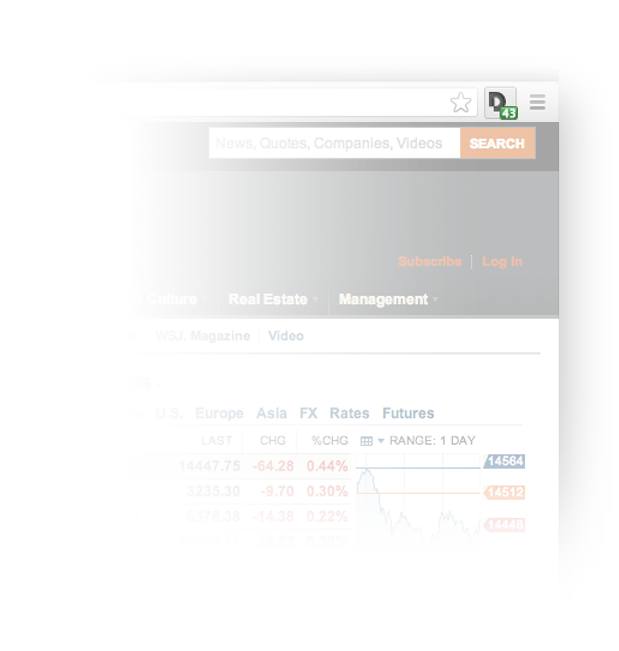 D 43
News, Quotes, Companies, Videos SEARCH
Subscribe Log In
Culture Real Estate Management
WSJ. Magazine Video
U.S. Europe Asia FX Rates Futures
LAST CHG %CHG RANGE: 1 DAY
14564
14447.75 -64.28 0.44%
3235.30 -9.70 0.30% 14512
6378.38 -14.38 0.22%
14448